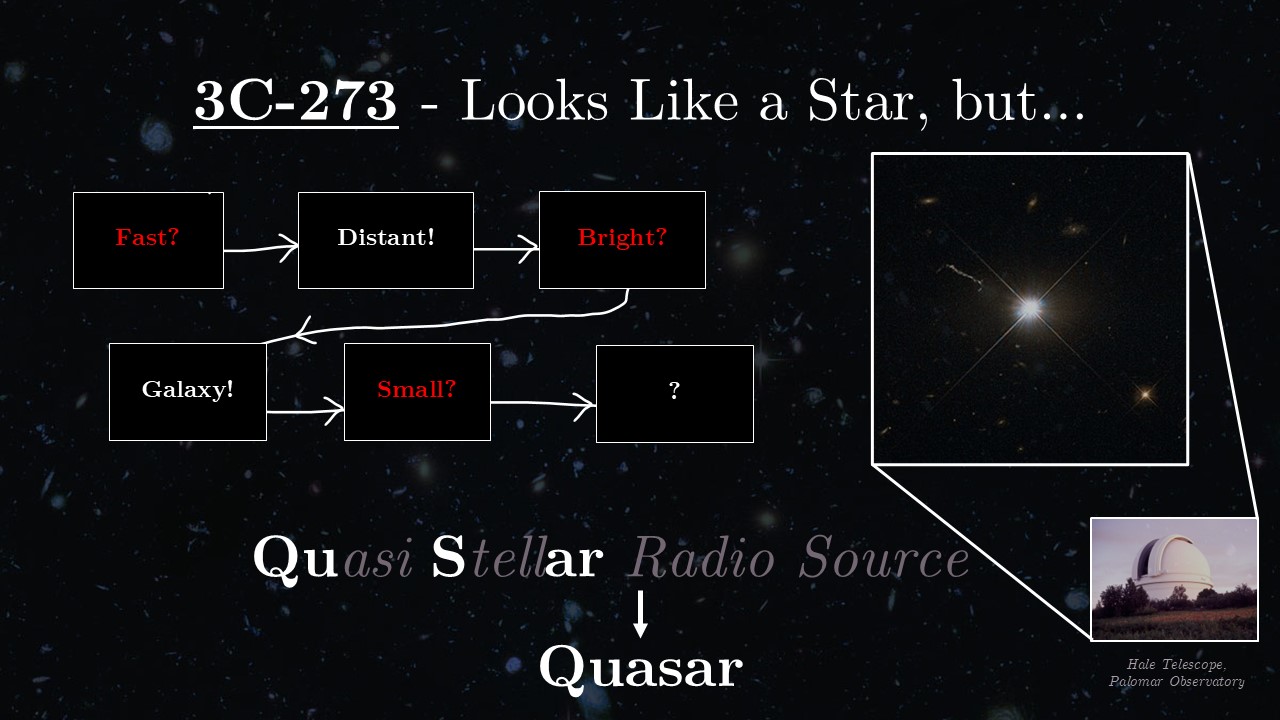 3C-273 - Looks Like a Star, but...
Fast?
Distant!
Bright?
Galaxy!
Small?
?
Quasi Stellar Radio Source
Quasar
Hale Telescope,
Palomar Observatory